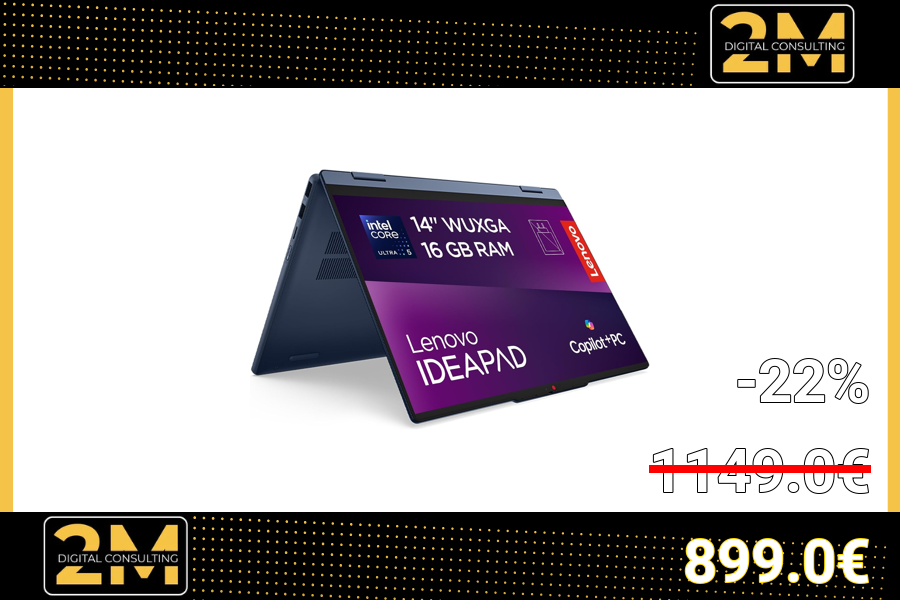 2M
DIGITAL CONSULTING
intel
CORE
ULTRA 5
14" WUXGA
16 GB RAM
Lenovo
Lenovo
IDEAPAD
Copilot+PC
-22%
1149.0€
2M
DIGITAL CONSULTING
899.0€